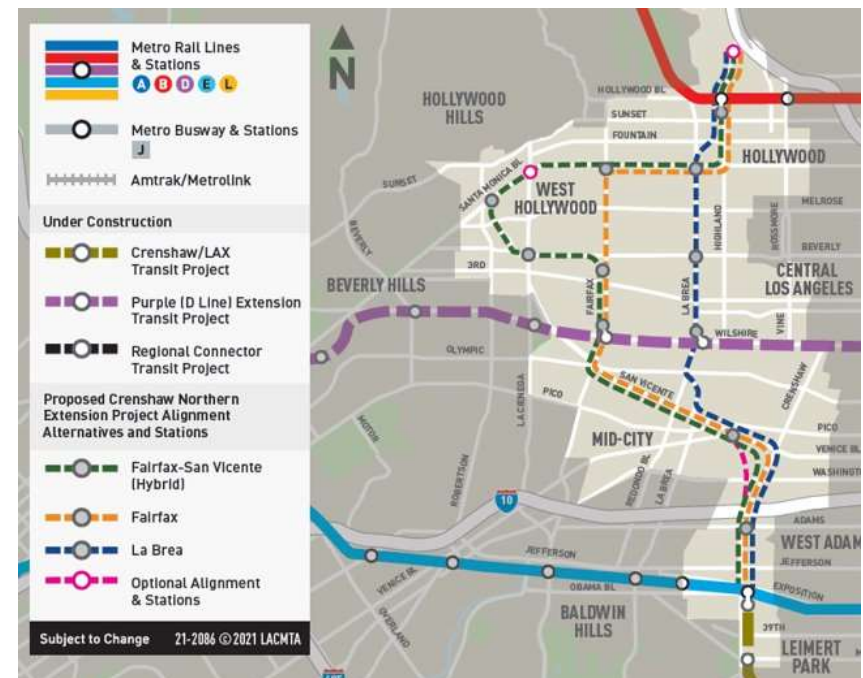 Metro Rail Lines
& Stations
A B D E L
Metro Busway & Stations
J
Amtrak/Metrolink
Under Construction
Crenshaw/LAX
Transit Project
Purple (D Line) Extension
Transit Project
Regional Connector
Transit Project
Proposed Crenshaw Northern
Extension Project Alignment
Alternatives and Stations
Fairfax-San Vicente
(Hybrid)
Fairfax
La Brea
Optional Alignment
& Stations
Subject to Change 21-2086 © 2021 LACMTA
N
HOLLYWOOD
HILLS
HOLLYWOOD BL
SUNSET
FOUNTAIN
HOLLYWOOD
SUNSET
SANTA MONICA BL
WEST
HOLLYWOOD
MELROSE
BEVERLY
HIGHLAND
ROSSMORE
BEVERLY
3RD
BEVERLY HILLS
CENTRAL
LOS ANGELES
FAIRFAX
LA BREA
VINE
WILSHIRE
OLYMPIC
SAN VICENTE
CRENSHAW
LA CIENEGA
PICO
MID-CITY
PICO
VENICE BL
MOTOR
ROBERTSON
REDONDO BL
LA BREA
WASHINGT
10
ADAMS
WEST ADAM
JEFFERSON
JEFFERSON
VENICE BL
OBAMA BL
EXPOSITION
OVERLAND
BALDWIN
HILLS
39TH
LEIMERT
PARK